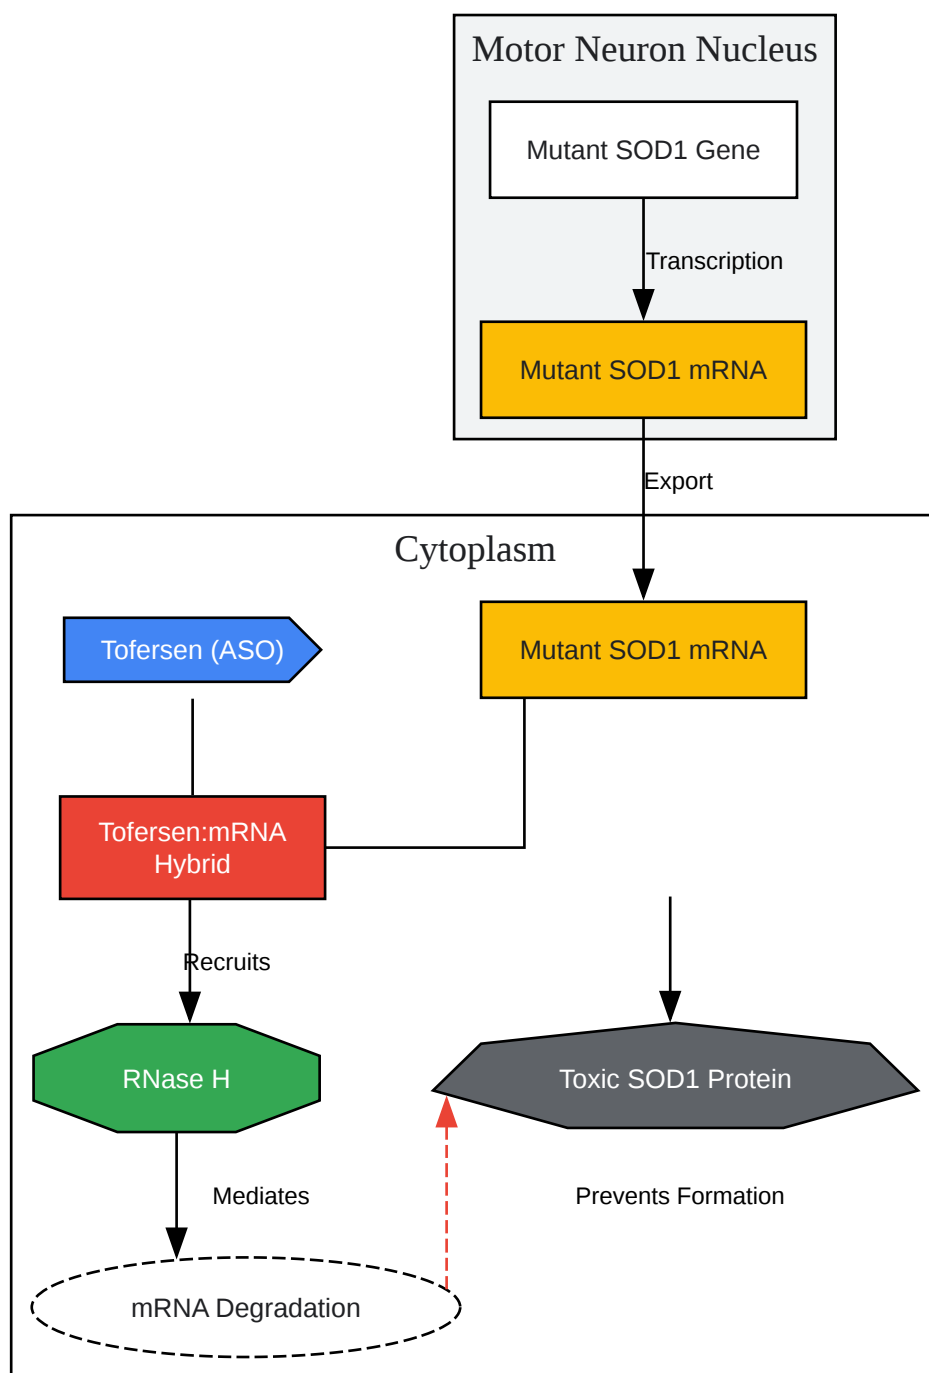 Motor Neuron Nucleus
Mutant SOD1 Gene
Transcription
Mutant SOD1 mRNA
Export
Cytoplasm
Tofersen (ASO)
Mutant SOD1 mRNA
Tofersen:mRNA
Hybrid
Recruits
RNase H
Toxic SOD1 Protein
Mediates
Prevents Formation
mRNA Degradation